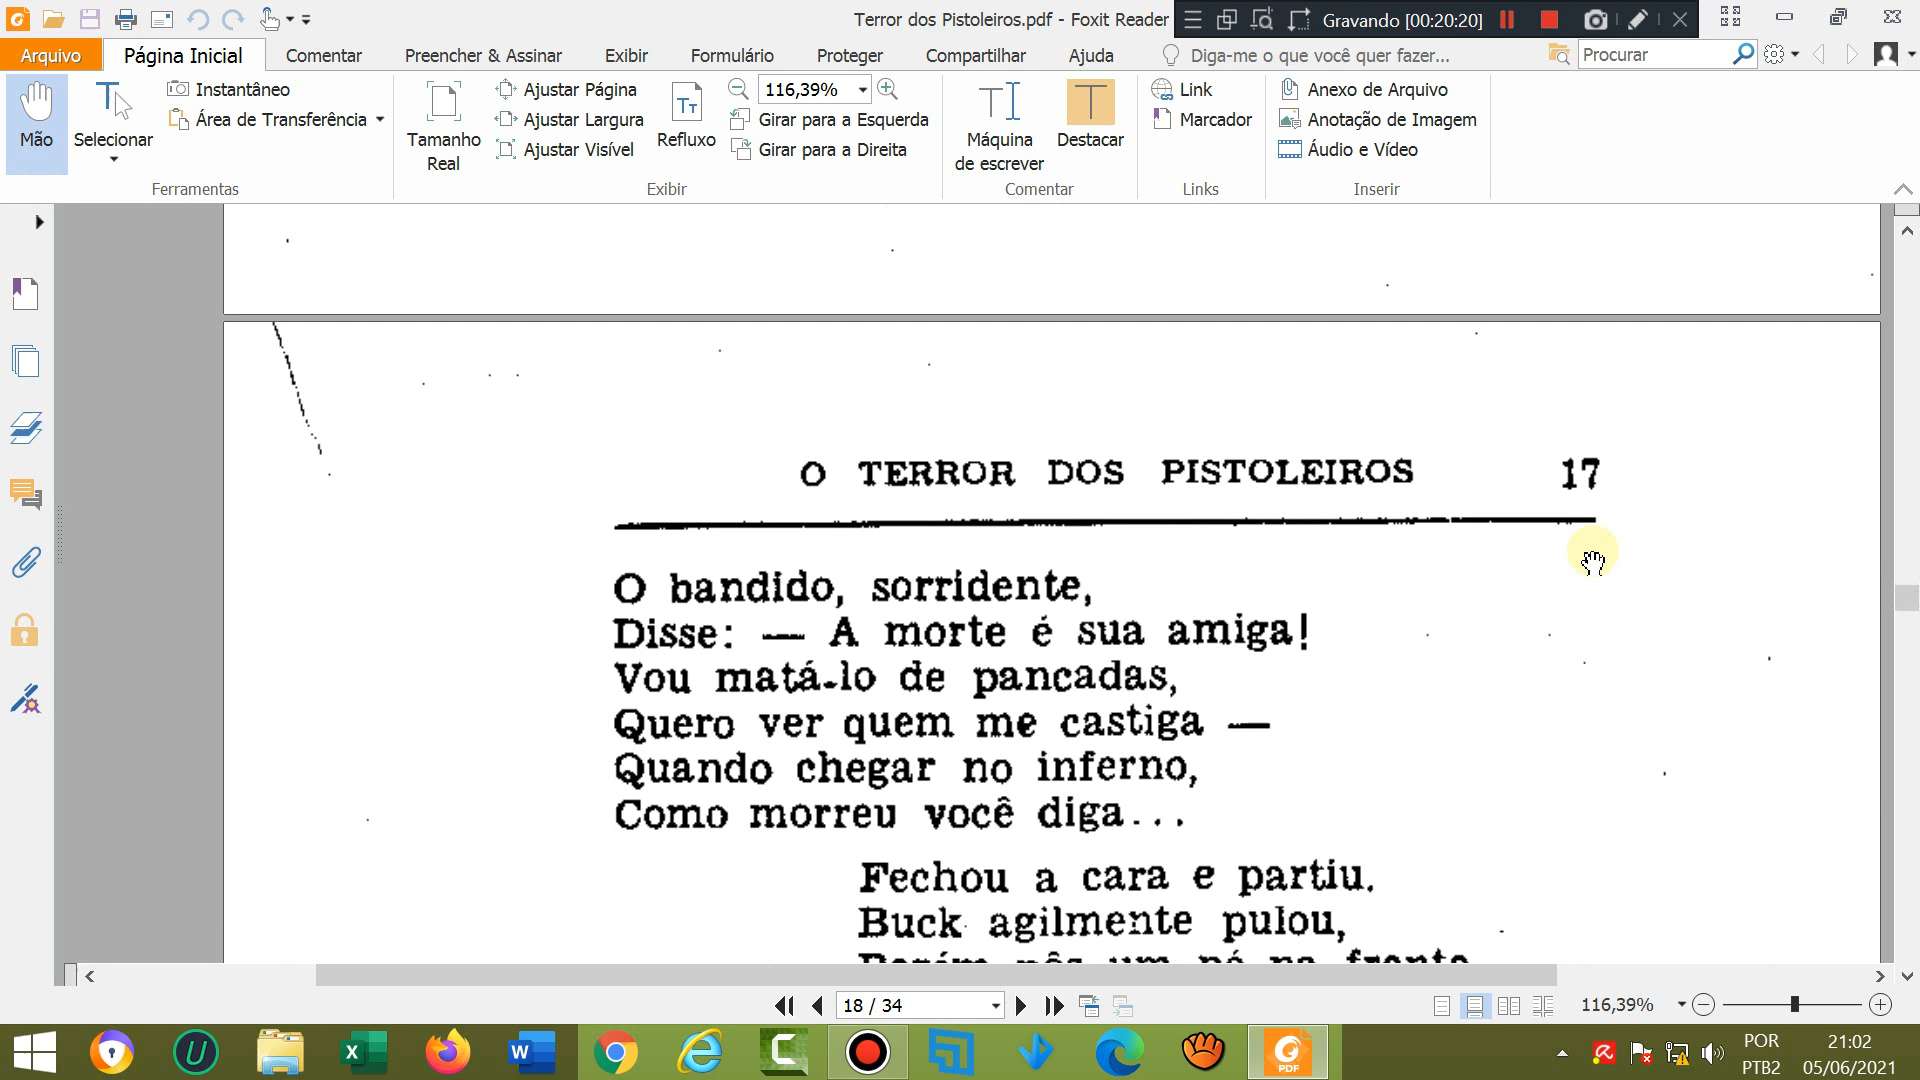 Terror dos Pistoleiros.pdf - Foxit Reader
Gravando [00:20:20]
Arquivo
Página Inicial
Comentar
Preencher & Assinar
Exibir
Formulário
Proteger
Compartilhar
Ajuda
Diga-me o que você quer fazer...
Procurar
Mão
Selecionar
Instantâneo
Área de Transferência
Ferramentas
Tamanho
Real
Ajustar Página
Ajustar Largura
Ajustar Visível
Refluxo
116,39%
Girar para a Esquerda
Girar para a Direita
Exibir
Máquina
de escrever
Destacar
Comentar
Link
Marcador
Links
Anexo de Arquivo
Anotação de Imagem
Áudio e Vídeo
Inserir
O TERROR DOS PISTOLEIROS 17
O bandido, sorridente,
Disse: — A morte é sua amiga!
Vou matá-lo de pancadas,
Quero ver quem me castiga —
Quando chegar no inferno,
Como morreu você diga...
Fechou a cara e partiu.
Buck agilmente pulou,
Porém pôs um pé na frente
18 / 34
116,39%
POR
PTB2
21:02
05/06/2021